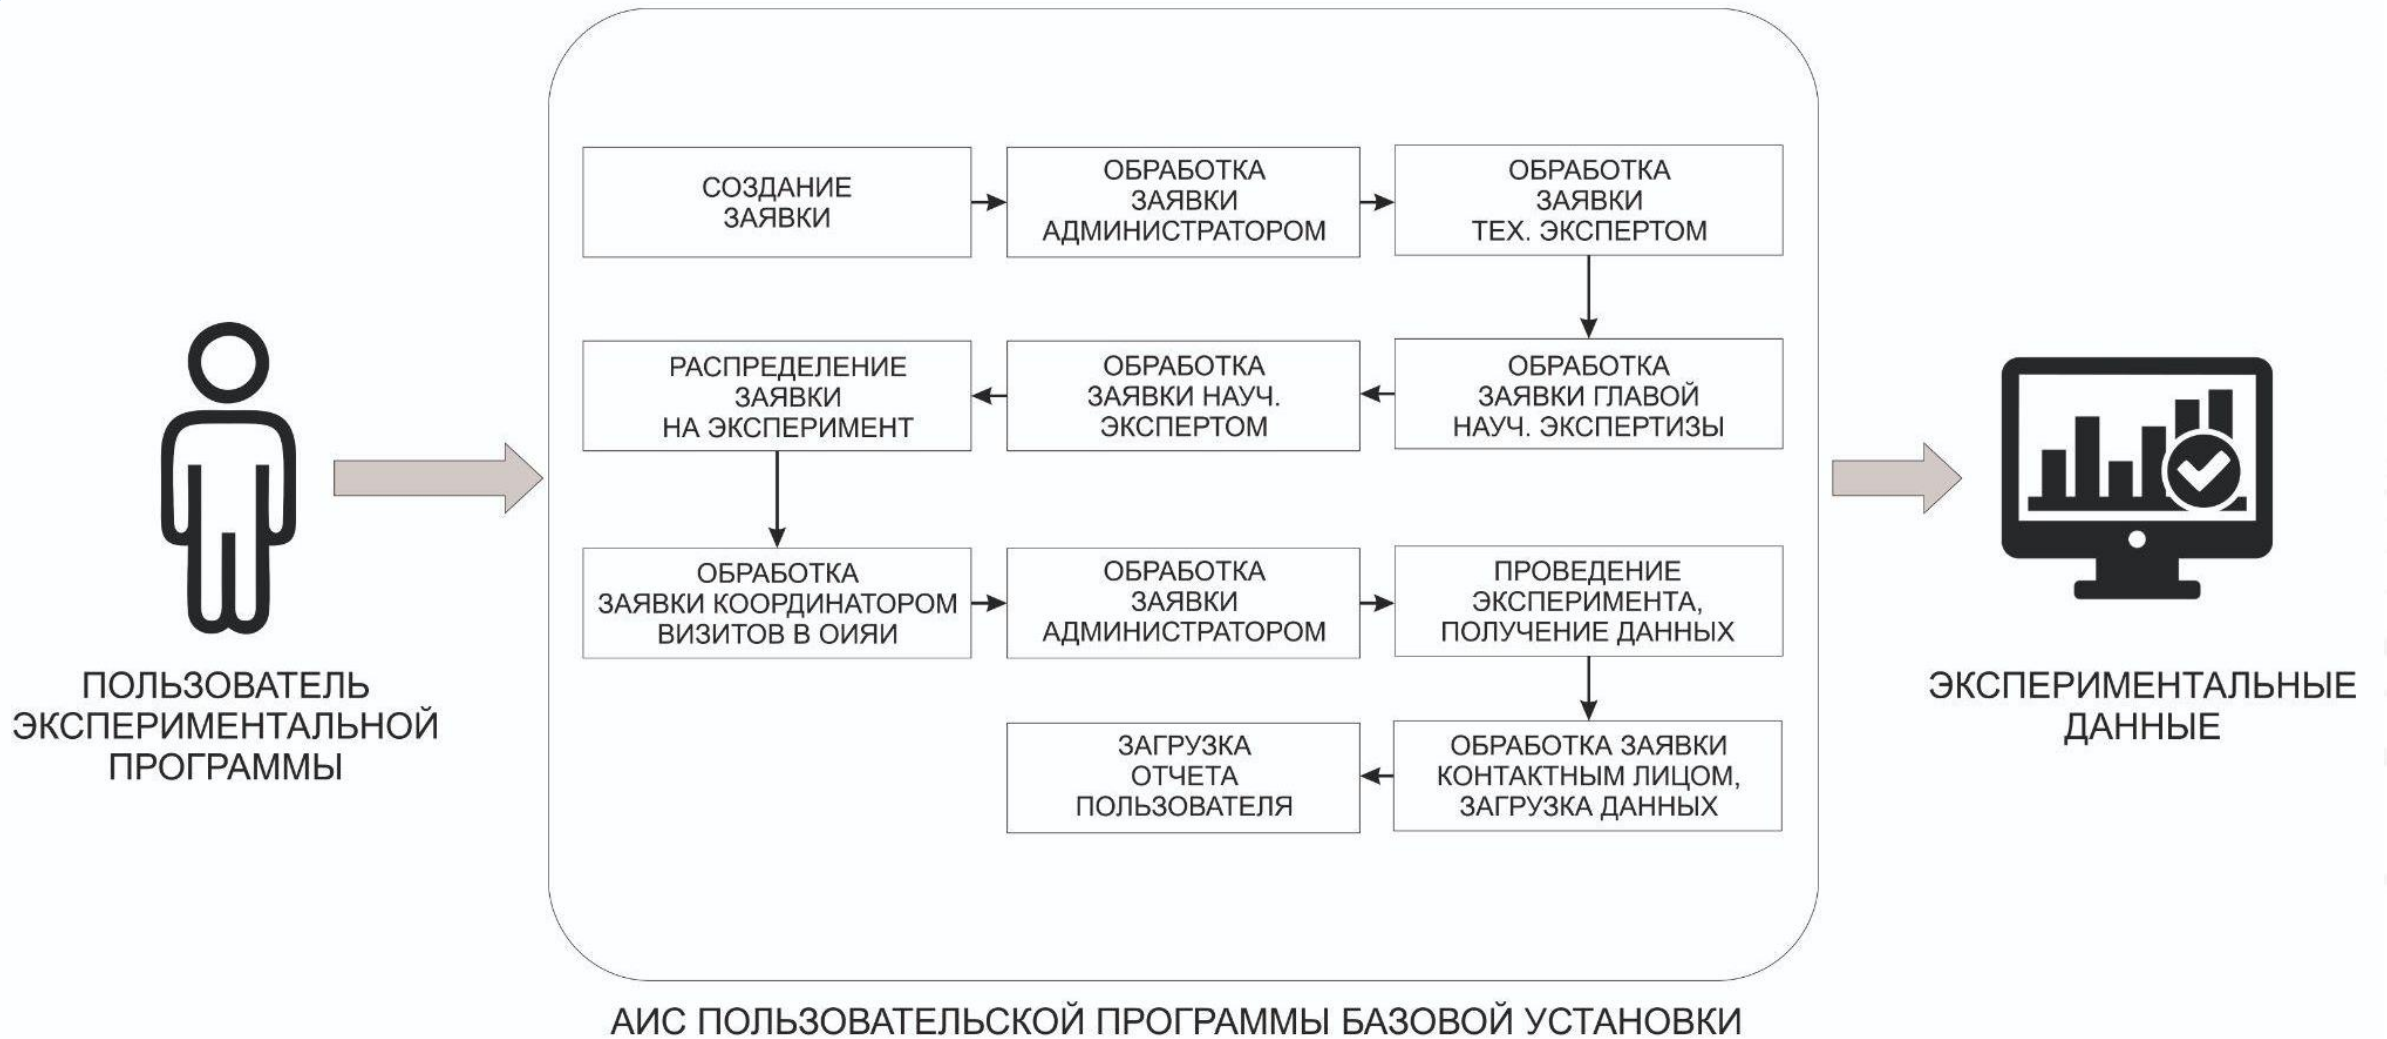 СОЗДАНИЕ
ЗАЯВКИ
ОБРАБОТКА
ЗАЯВКИ
АДМИНИСТРАТОРОМ
ОБРАБОТКА
ЗАЯВКИ
ТЕХ. ЭКСПЕРТОМ
ОБРАБОТКА
ЗАЯВКИ ГЛАВОЙ
НАУЧ. ЭКСПЕРТИЗЫ
ОБРАБОТКА
ЗАЯВКИ НАУЧ.
ЭКСПЕРТОМ
РАСПРЕДЕЛЕНИЕ
ЗАЯВКИ
НА ЭКСПЕРИМЕНТ
ОБРАБОТКА
ЗАЯВКИ КООРДИНАТОРОМ
ВИЗИТОВ В ОИЯИ
ОБРАБОТКА
ЗАЯВКИ
АДМИНИСТРАТОРОМ
ПРОВЕДЕНИЕ
ЭКСПЕРИМЕНТА,
ПОЛУЧЕНИЕ ДАННЫХ
ОБРАБОТКА ЗАЯВКИ
КОНТАКТНЫМ ЛИЦОМ,
ЗАГРУЗКА ДАННЫХ
ЗАГРУЗКА
ОТЧЕТА
ПОЛЬЗОВАТЕЛЯ
ПОЛЬЗОВАТЕЛЬ
ЭКСПЕРИМЕНТАЛЬНОЙ
ПРОГРАММЫ
ЭКСПЕРИМЕНТАЛЬНЫЕ
ДАННЫЕ
АИС ПОЛЬЗОВАТЕЛЬСКОЙ ПРОГРАММЫ БАЗОВОЙ УСТАНОВКИ